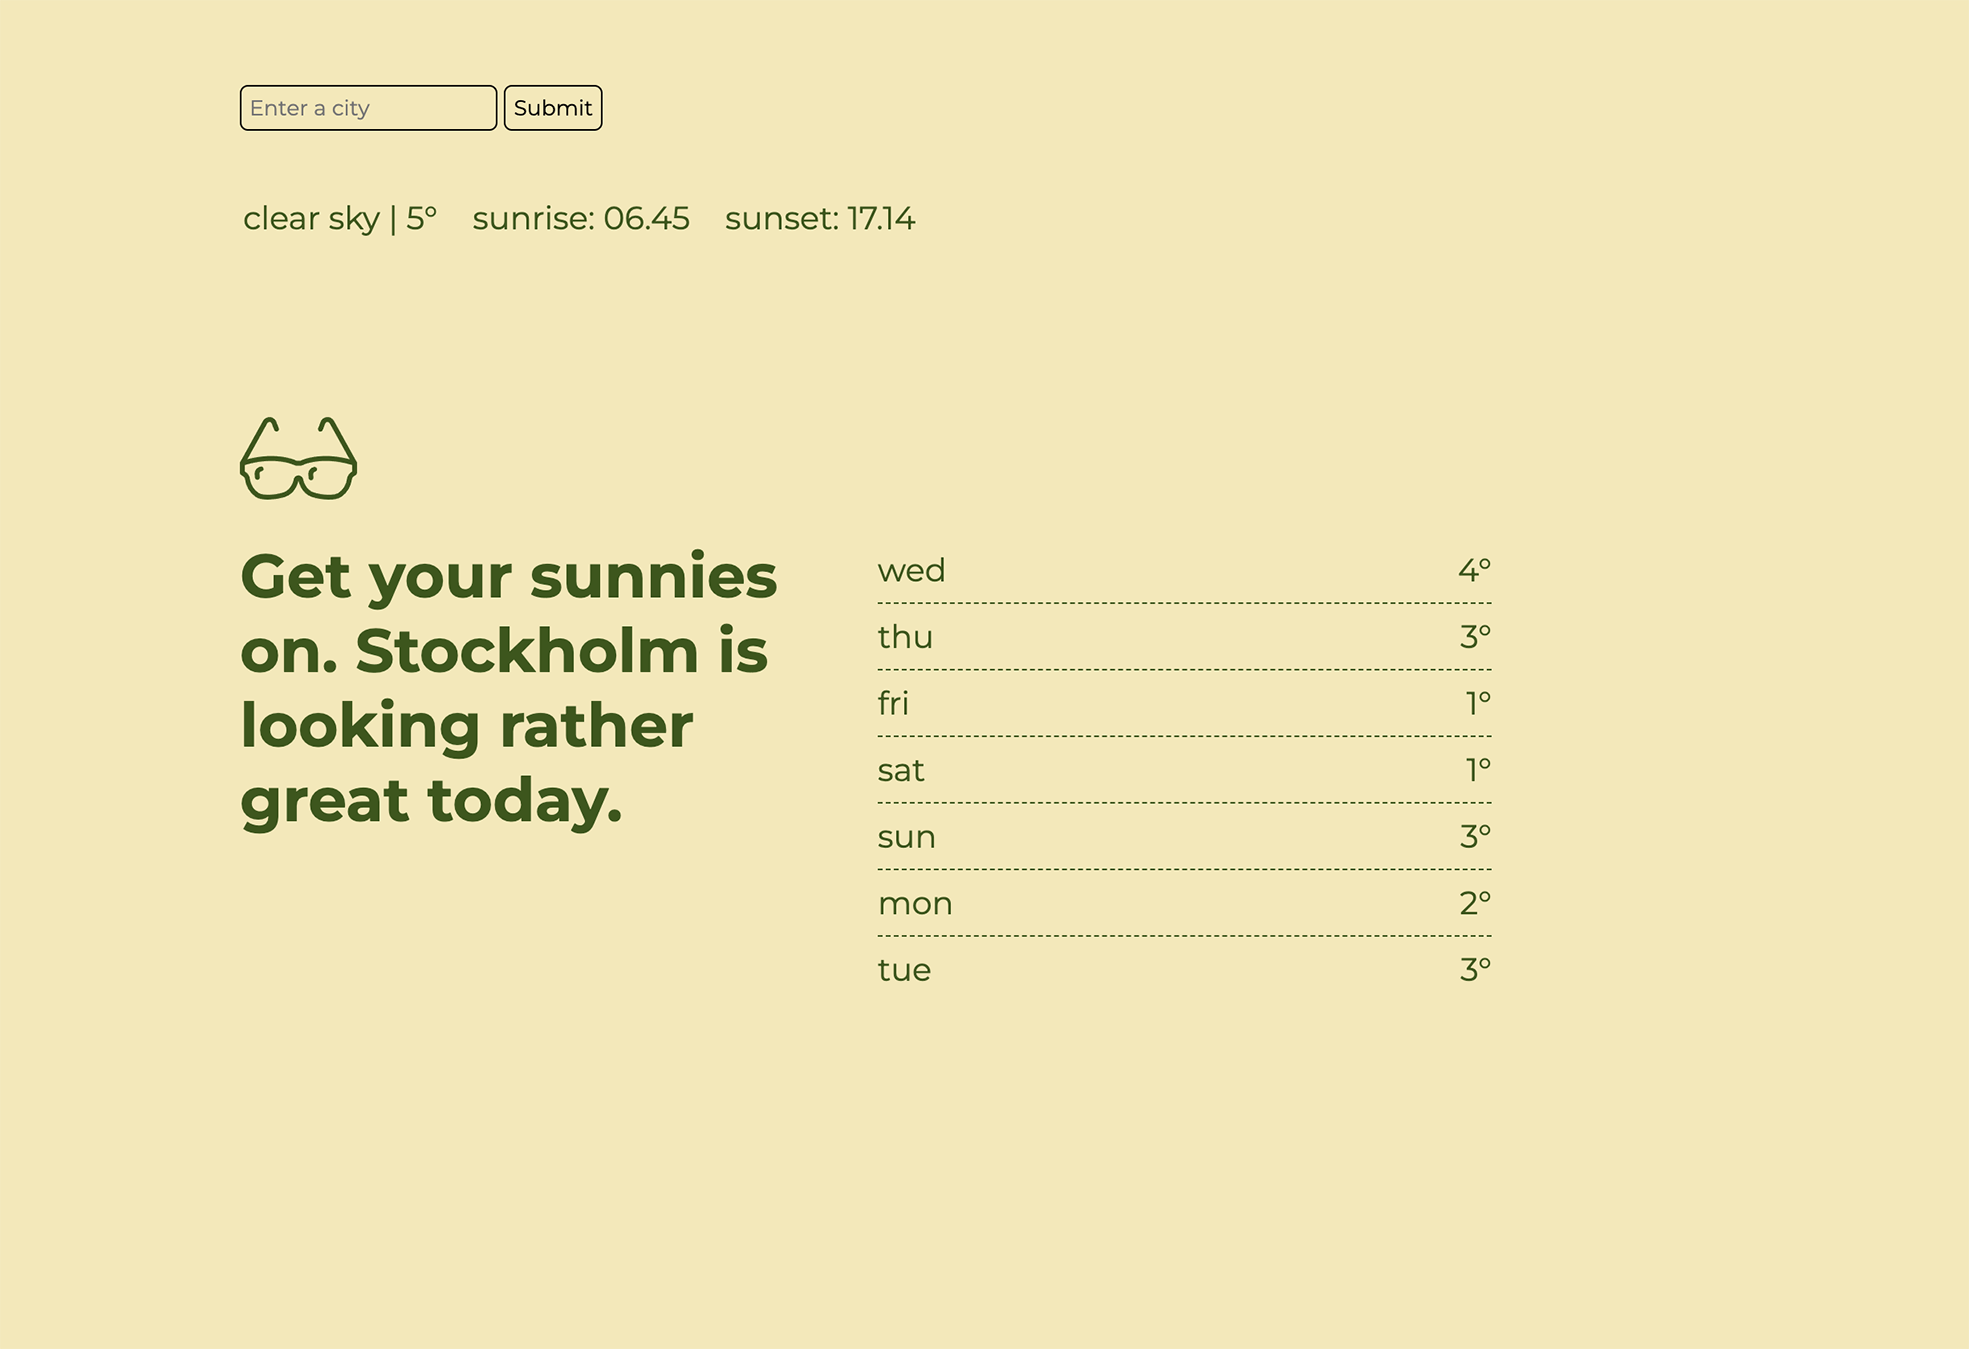 Enter a city Submit
clear sky | 5° sunrise: 06.45 sunset: 17.14
Get your sunnies
on. Stockholm is
looking rather
great today.
wed 4°
thu 3°
fri 1°
sat 1°
sun 3°
mon 2°
tue 3°